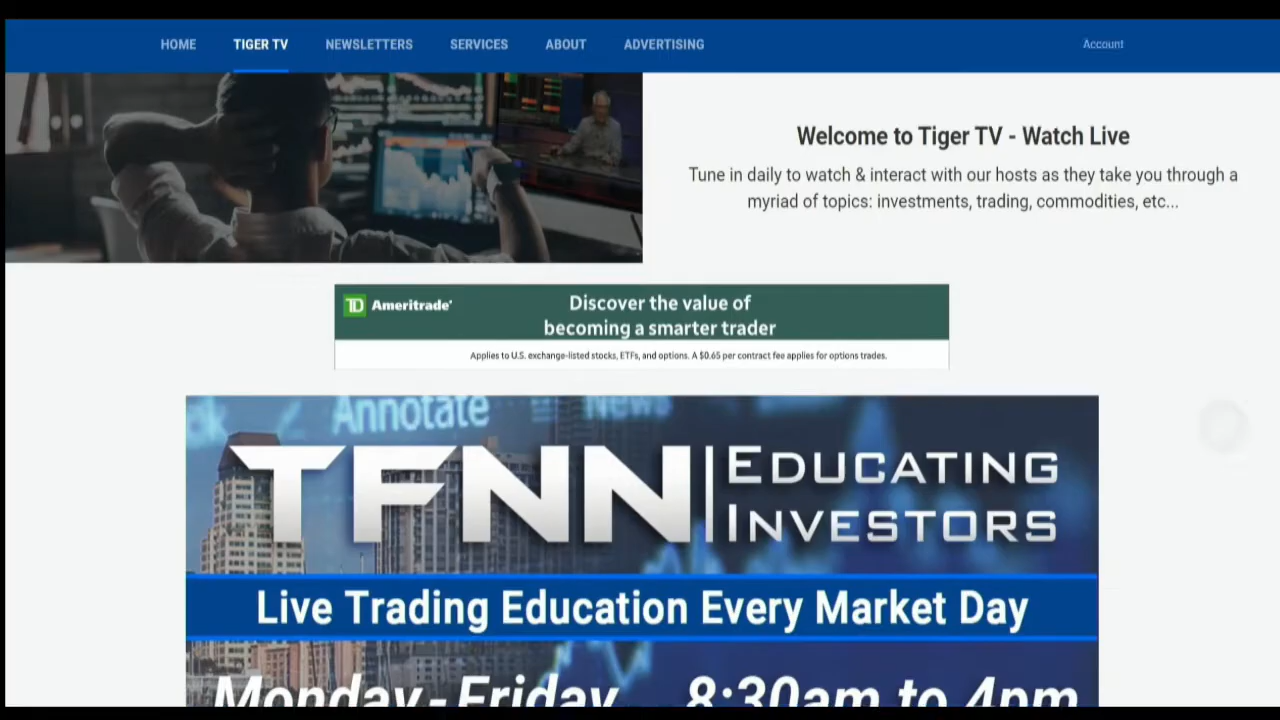 HOME TIGER TV NEWSLETTERS SERVICES ABOUT ADVERTISING Account
Welcome to Tiger TV - Watch Live
Tune in daily to watch & interact with our hosts as they take you through a
myriad of topics: investments, trading, commodities, etc...
TD Ameritrade
Discover the value of
becoming a smarter trader
Applies to U.S. exchange-listed stocks, ETFs, and options. A $0.65 per contract fee applies for options trades.
Annotate News
TFNN EDUCATING
INVESTORS
Live Trading Education Every Market Day
Monday - Friday 8:30am to 4pm